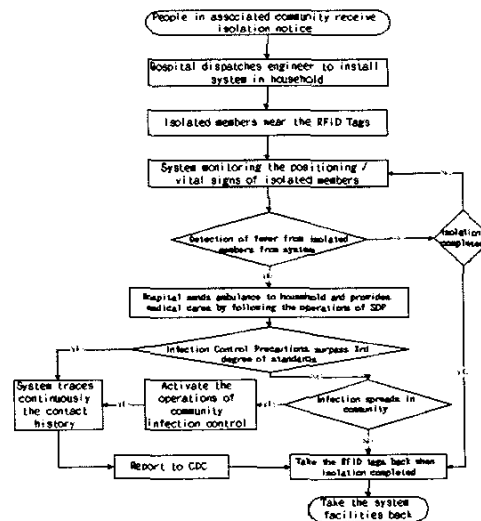 People in associated community receive
isolation notice
Hospital dispatches engineer to install
system in household
Isolated members wear the RFID Tags
System monitoring the positioning /
vital signs of isolated members
Detection of fever from isolated
members from system
Isolation
completed
Hospital sends ambulance to household and provides
medical cares by following the operations of SOP
Infection Control Precautions surpass 3rd
degree of standards
System traces
continuously
the contact
history
Activate the
operations of
community
infection control
Infection spreads in
community
Report to CDC
Take the RFID tags back when
isolation completed
Take the system
facilities back